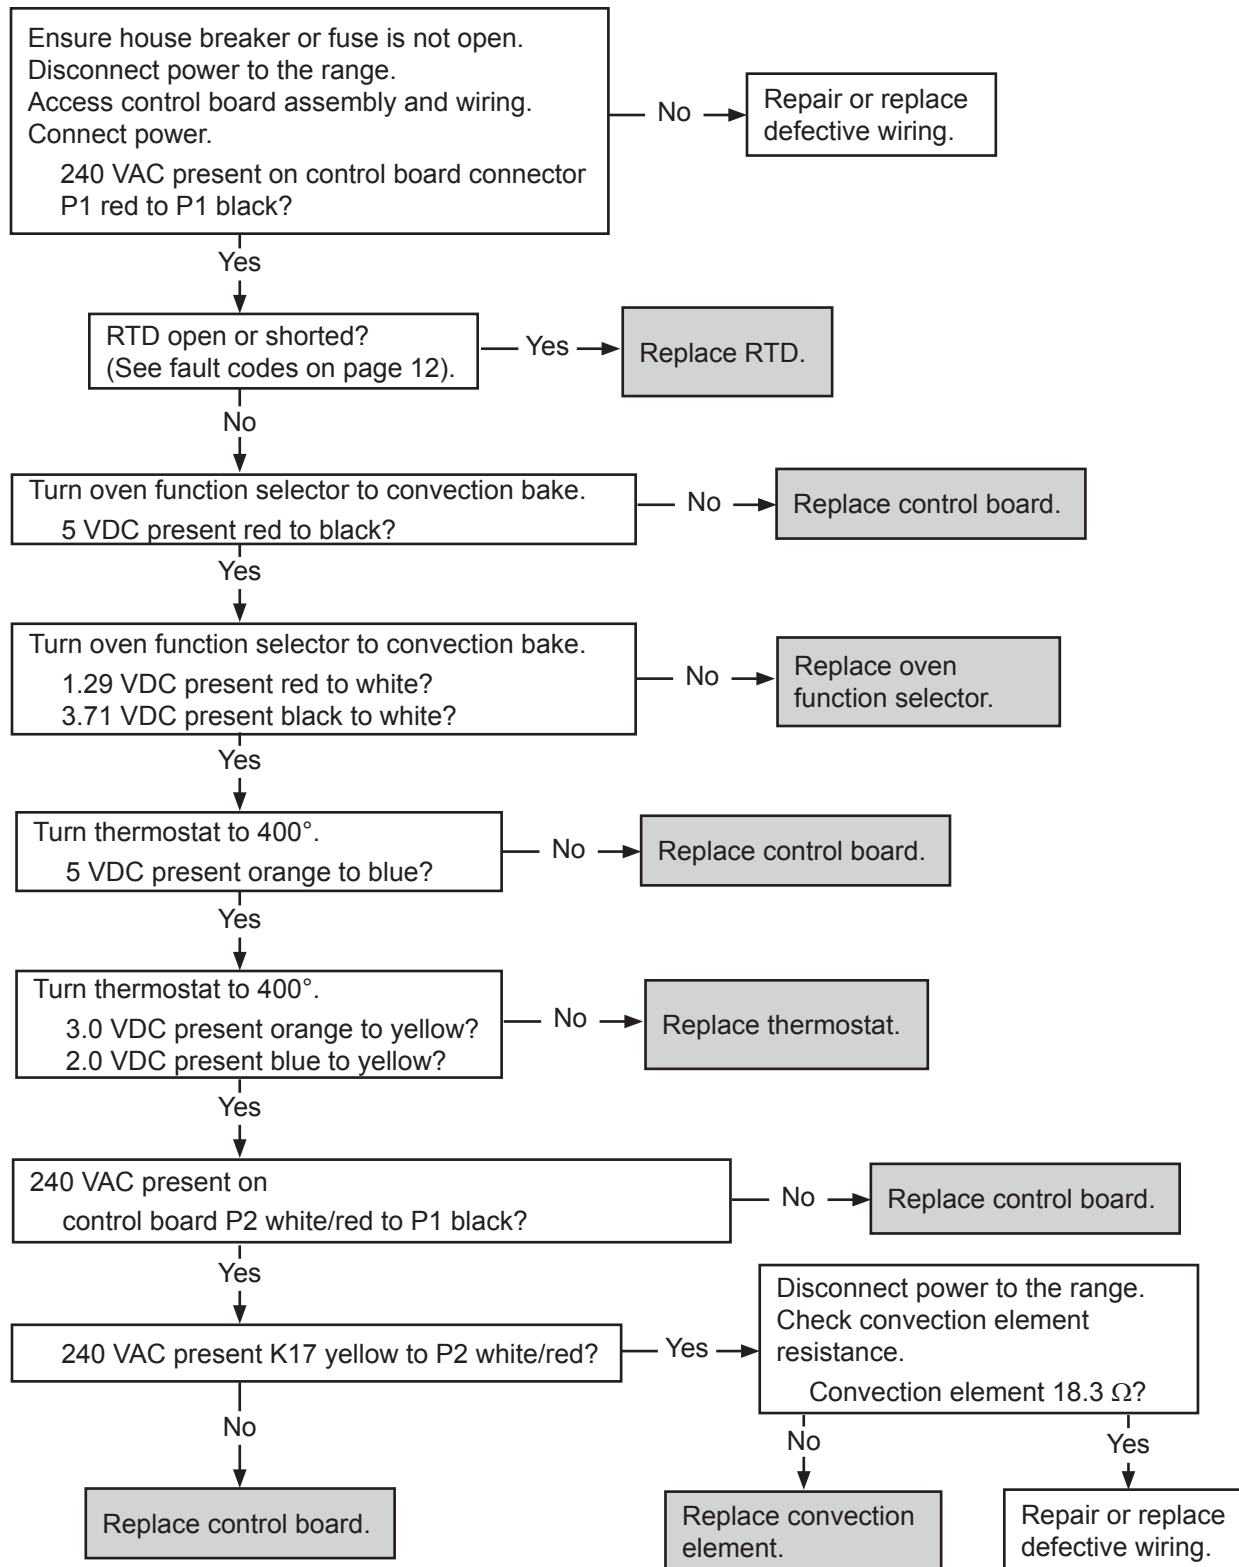 Ensure house breaker or fuse is not open.
Disconnect power to the range.
Access control board assembly and wiring.
Connect power.
240 VAC present on control board connector
P1 red to P1 black?
No
Repair or replace
defective wiring.
Yes
RTD open or shorted?
(See fault codes on page 12).
Yes
Replace RTD.
No
Turn oven function selector to convection bake.
5 VDC present red to black?
No
Replace control board.
Yes
Turn oven function selector to convection bake.
1.29 VDC present red to white?
3.71 VDC present black to white?
No
Replace oven
function selector.
Yes
Turn thermostat to 400°.
5 VDC present orange to blue?
No
Replace control board.
Yes
Turn thermostat to 400°.
3.0 VDC present orange to yellow?
2.0 VDC present blue to yellow?
No
Replace thermostat.
Yes
240 VAC present on
control board P2 white/red to P1 black?
No
Replace control board.
Yes
240 VAC present K17 yellow to P2 white/red?
Yes
Disconnect power to the range.
Check convection element
resistance.
Convection element 18.3 Ω?
No
Replace control board.
No
Replace convection
element.
Yes
Repair or replace
defective wiring.